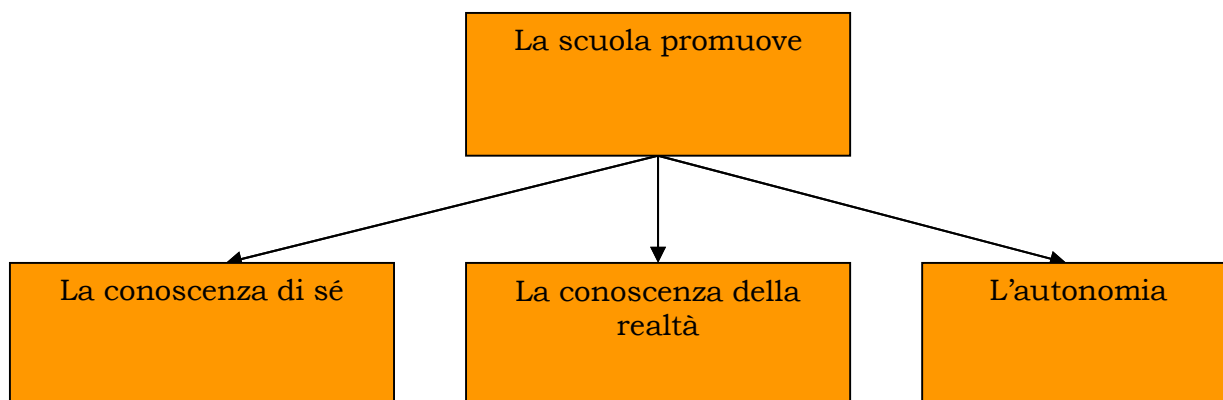 La scuola promuove
La conoscenza di sé
La conoscenza della
realtà
L’autonomia